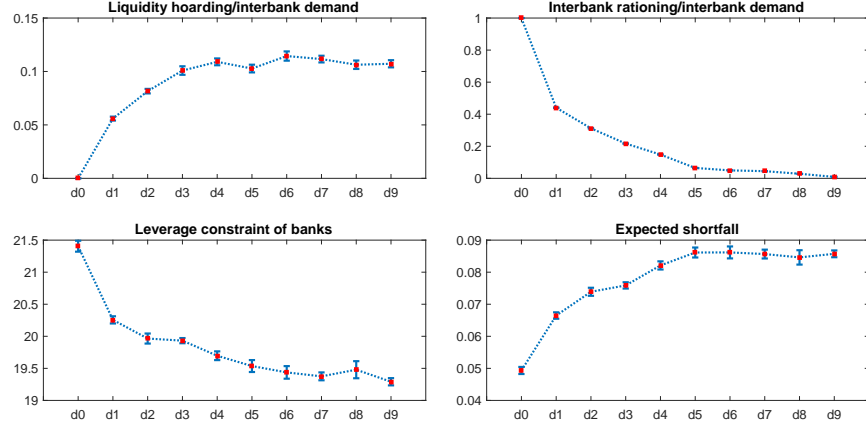 Liquidity hoarding/interbank demand
0.15
0.1
0.05
0
d0 d1 d2 d3 d4 d5 d6 d7 d8 d9
Interbank rationing/interbank demand
1
0.8
0.6
0.4
0.2
0
d0 d1 d2 d3 d4 d5 d6 d7 d8 d9
Leverage constraint of banks
21.5
21
20.5
20
19.5
19
d0 d1 d2 d3 d4 d5 d6 d7 d8 d9
Expected shortfall
0.09
0.08
0.07
0.06
0.05
0.04
d0 d1 d2 d3 d4 d5 d6 d7 d8 d9